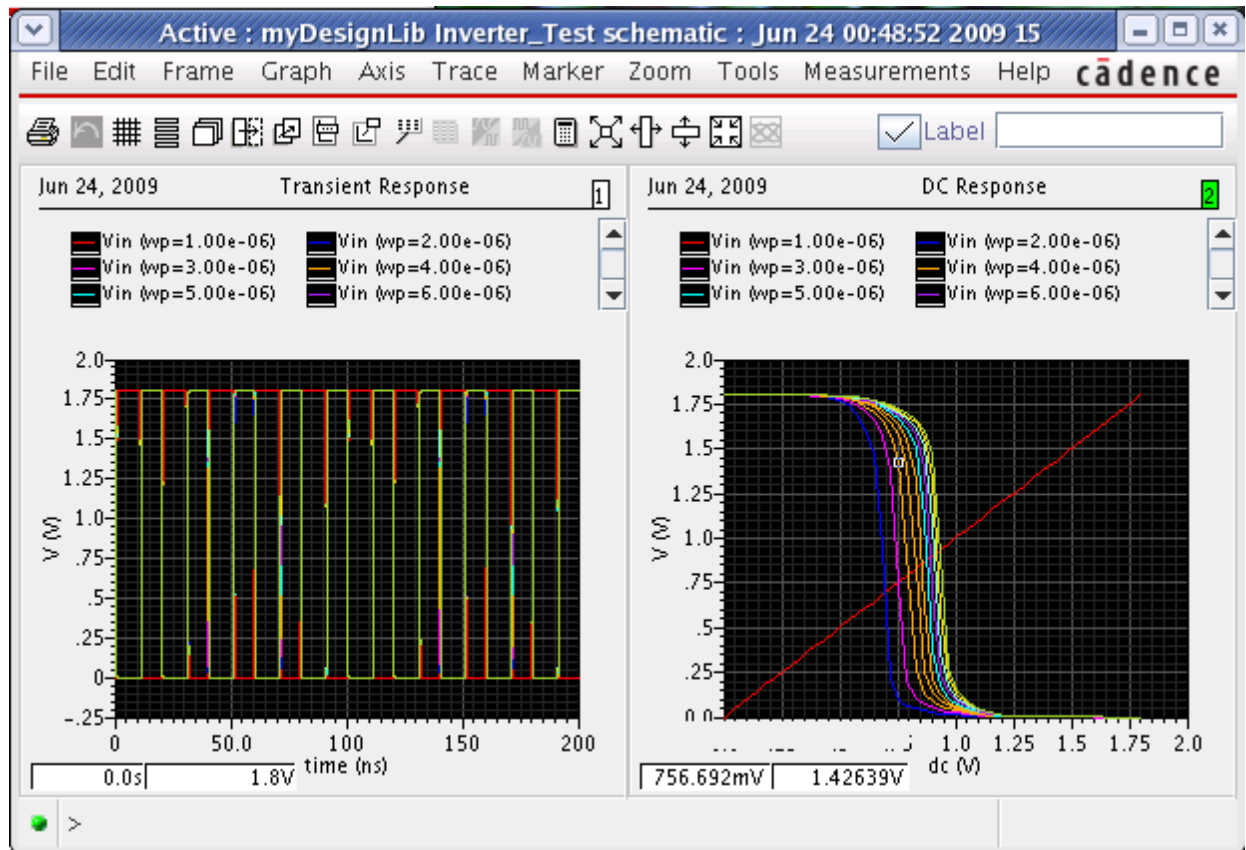 Active : myDesignLib Inverter_Test schematic : Jun 24 00:48:52 2009 15
File Edit Frame Graph Axis Trace Marker Zoom Tools Measurements Help cādence
Label
Jun 24, 2009 Transient Response 1
Vin (wp=1.00e-06) Vin (wp=2.00e-06)
Vin (wp=3.00e-06) Vin (wp=4.00e-06)
Vin (wp=5.00e-06) Vin (wp=6.00e-06)
2.0
1.75
1.5
1.25
1.0
.75
.5
.25
0
-.25
V (V)
0 50.0 100 150 200
time (ns)
0.0s 1.8V
Jun 24, 2009 DC Response 2
Vin (wp=1.00e-06) Vin (wp=2.00e-06)
Vin (wp=3.00e-06) Vin (wp=4.00e-06)
Vin (wp=5.00e-06) Vin (wp=6.00e-06)
2.0
1.75
1.5
1.25
1.0
.75
.5
.25
0.0
V (V)
1.0 1.25 1.5 1.75 2.0
dc (V)
756.692mV 1.42639V
>